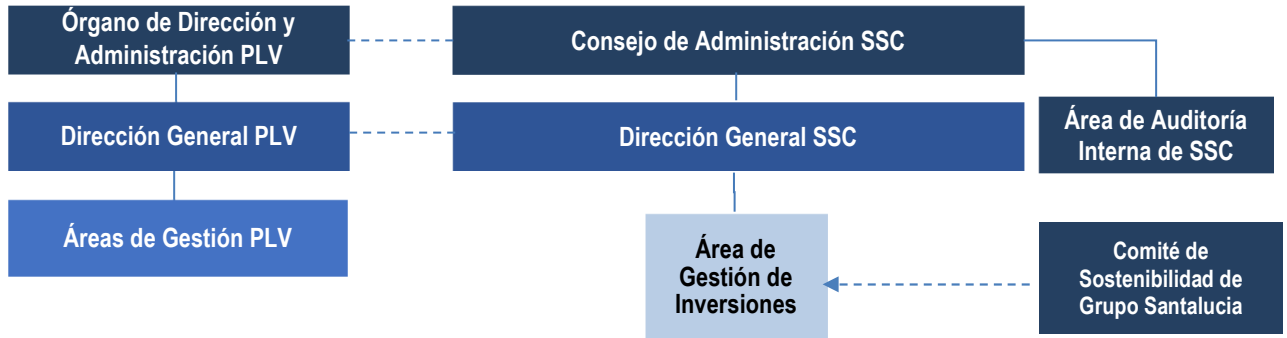 Órgano de Dirección y
Administración PLV
Consejo de Administración SSC
Dirección General PLV
Dirección General SSC
Área de Auditoría
Interna de SSC
Áreas de Gestión PLV
Área de
Gestión de
Inversiones
Comité de
Sostenibilidad de
Grupo Santalucia